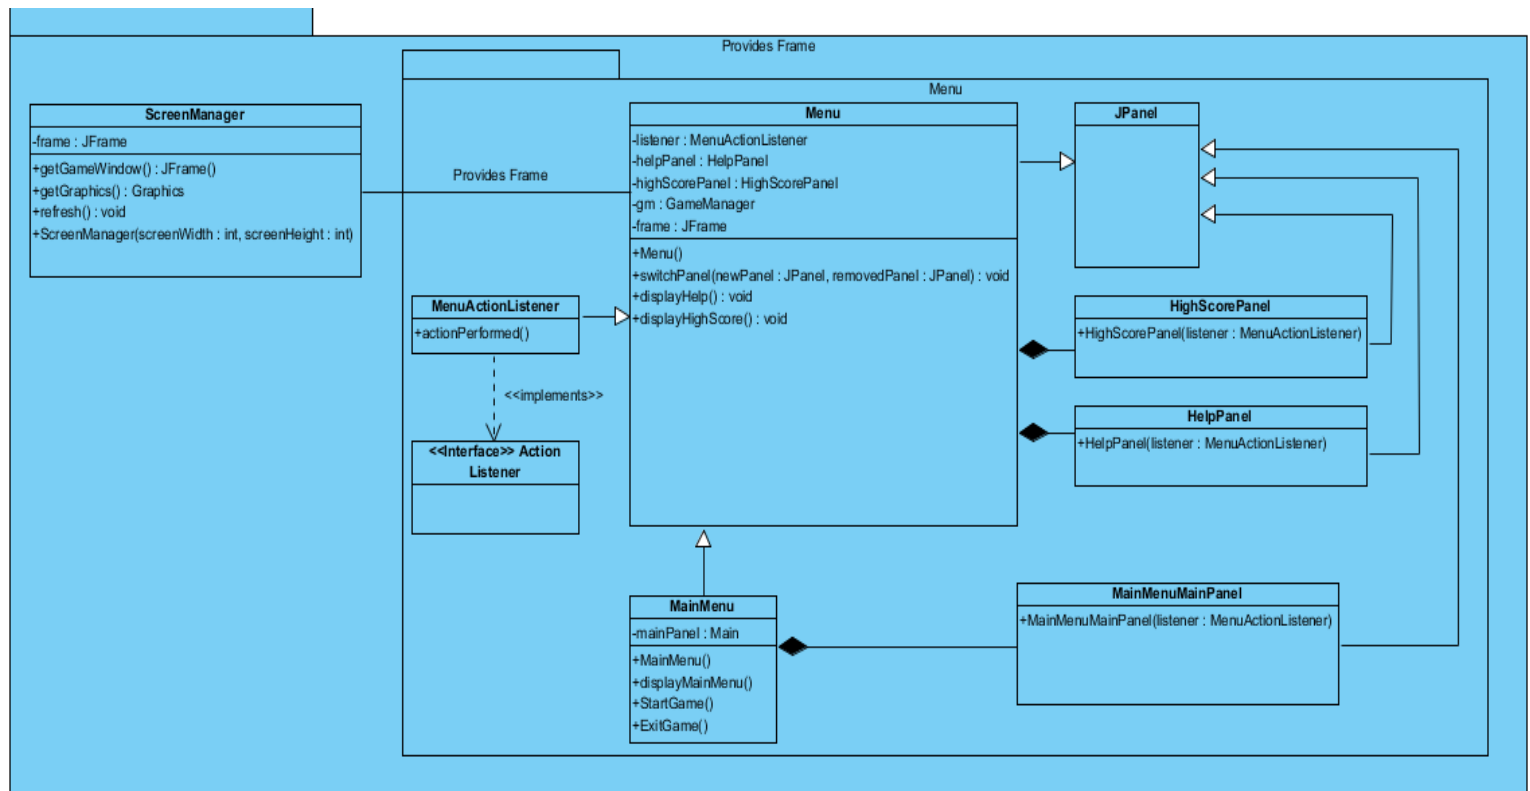 Provides Frame
Menu
ScreenManager
-frame : JFrame
+getGameWindow() : JFrame()
+getGraphics() : Graphics
+refresh() : void
+ScreenManager(screenWidth : int, screenHeight : int)
Provides Frame
Menu
-listener : MenuActionListener
-helpPanel : HelpPanel
-highScorePanel : HighScorePanel
-gm : GameManager
-frame : JFrame
+Menu()
+switchPanel(newPanel : JPanel, removedPanel : JPanel) : void
+displayHelp() : void
+displayHighScore() : void
JPanel
MenuActionListener
+actionPerformed()
<<implements>>
<<Interface>> Action
Listener
HighScorePanel
+HighScorePanel(listener : MenuActionListener)
HelpPanel
+HelpPanel(listener : MenuActionListener)
MainMenu
-mainPanel : Main
+MainMenu()
+displayMainMenu()
+StartGame()
+ExitGame()
MainMenuMainPanel
+MainMenuMainPanel(listener : MenuActionListener)